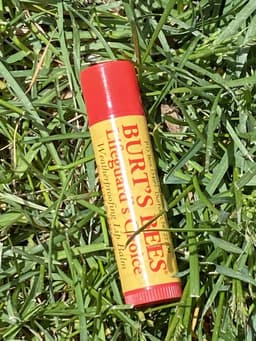 BURT'S BEES
Lifeguard's Choice
Weatherproofing Lip Balm